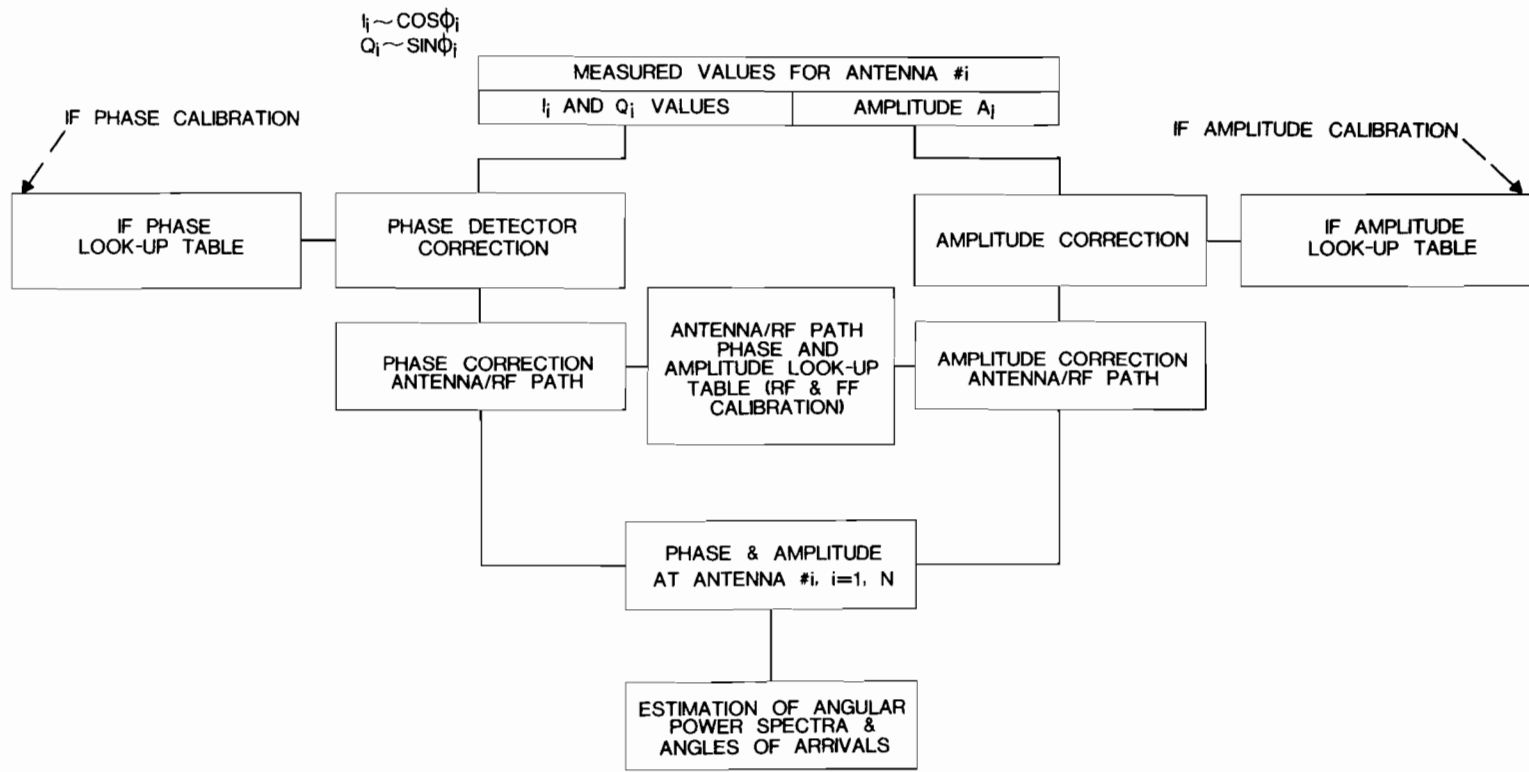 Ii~COSΦi
Qi~SINΦi
MEASURED VALUES FOR ANTENNA #i
Ii AND Qi VALUES
AMPLITUDE Ai
IF PHASE CALIBRATION
IF AMPLITUDE CALIBRATION
IF PHASE
LOOK-UP TABLE
PHASE DETECTOR
CORRECTION
AMPLITUDE CORRECTION
IF AMPLITUDE
LOOK-UP TABLE
PHASE CORRECTION
ANTENNA/RF PATH
ANTENNA/RF PATH
PHASE AND
AMPLITUDE LOOK-UP
TABLE (RF & FF
CALIBRATION)
AMPLITUDE CORRECTION
ANTENNA/RF PATH
PHASE & AMPLITUDE
AT ANTENNA #i, i=1, N
ESTIMATION OF ANGULAR
POWER SPECTRA &
ANGLES OF ARRIVALS